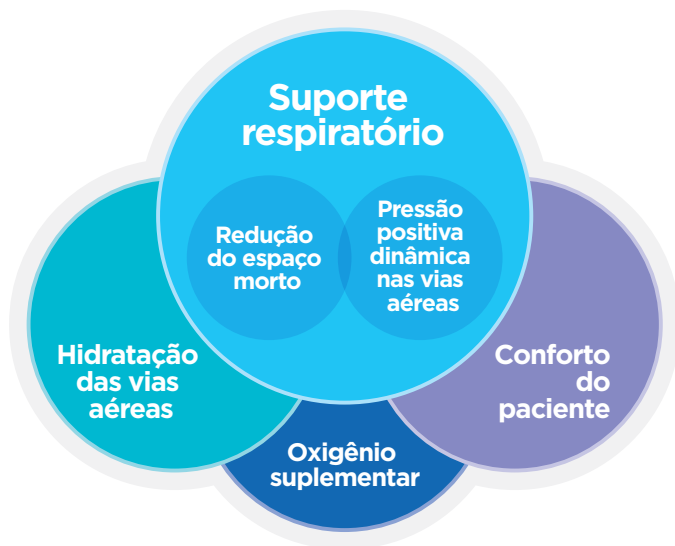 Suporte
respiratório
Redução
do espaço
morto
Pressão
positiva
dinâmica
nas vias
aéreas
Hidratação
das vias
aéreas
Conforto
do
paciente
Oxigênio
suplementar